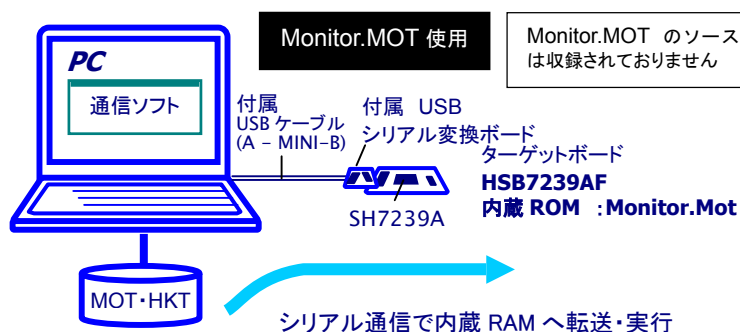 Monitor.MOT 使用
Monitor.MOT のソース
は収録されておりません
PC
通信ソフト
付属
USB ケーブル
(A - MINI-B)
付属 USB
シリアル変換ボード
ターゲットボード
HSB7239AF
内蔵 ROM :Monitor.Mot
SH7239A
MOT・HKT
シリアル通信で内蔵 RAM へ転送・実行